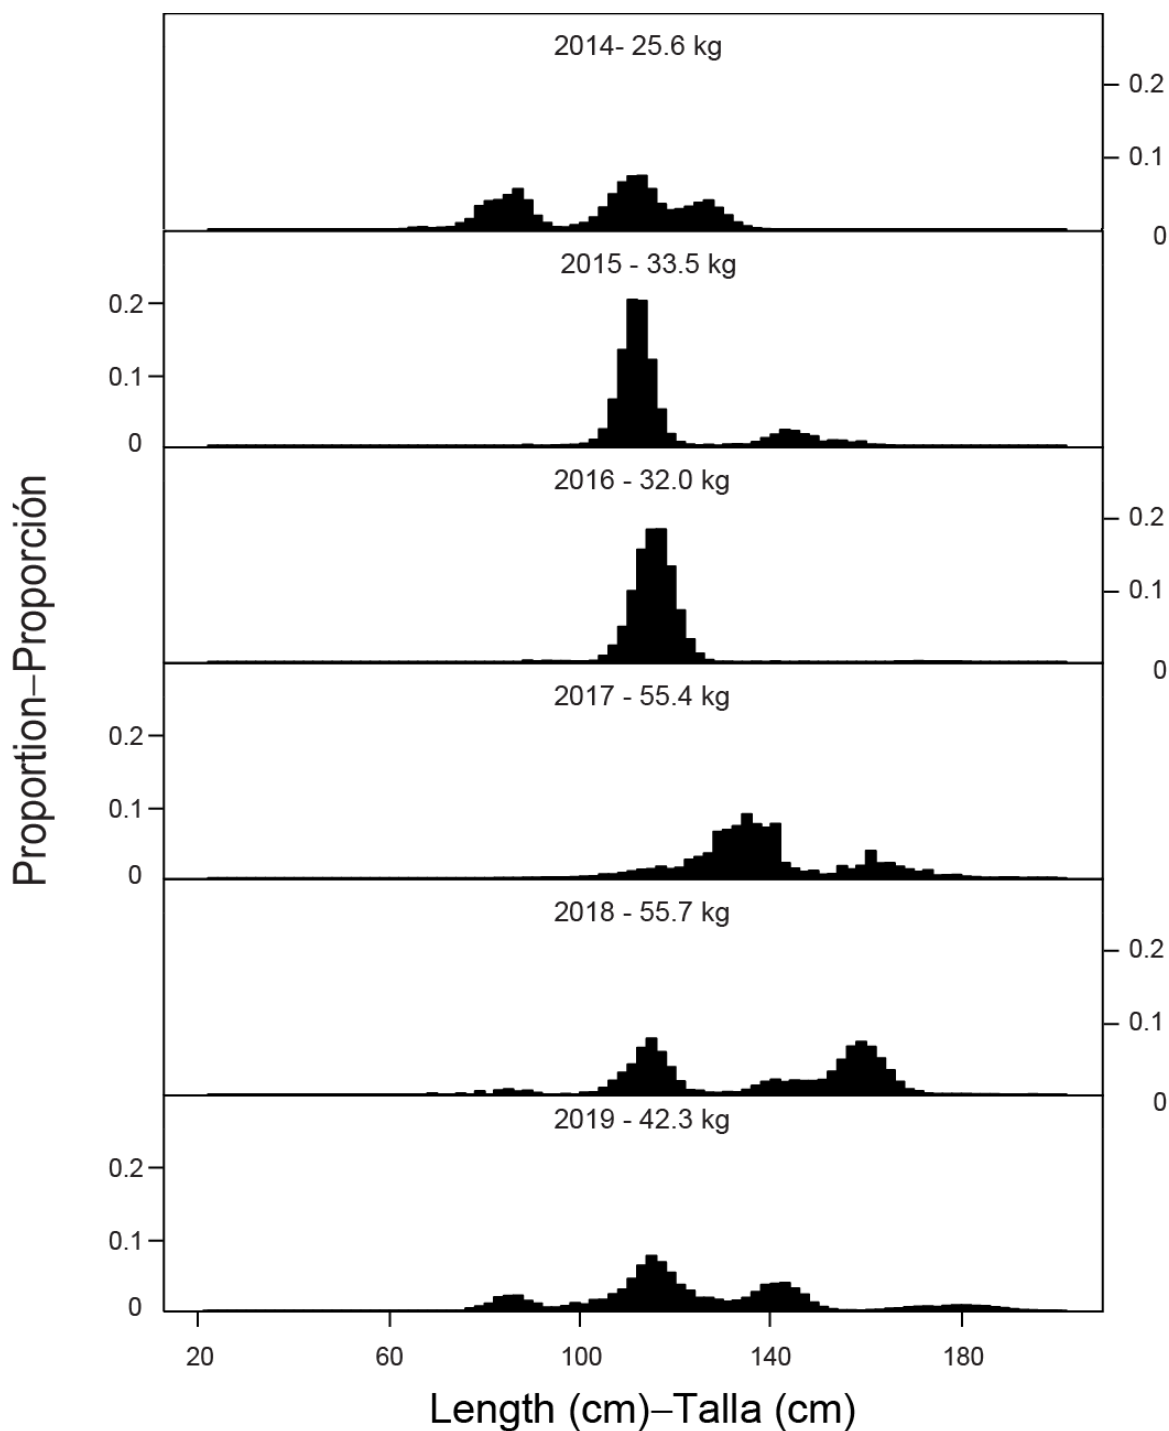 2014- 25.6 kg
0.2
0.1
0
2015 - 33.5 kg
0.2
0.1
0
2016 - 32.0 kg
0.2
0.1
0
2017 - 55.4 kg
0.2
0.1
0
2018 - 55.7 kg
0.2
0.1
0
2019 - 42.3 kg
0.2
0.1
0
Proportion–Proporción
20 60 100 140 180
Length (cm)–Talla (cm)